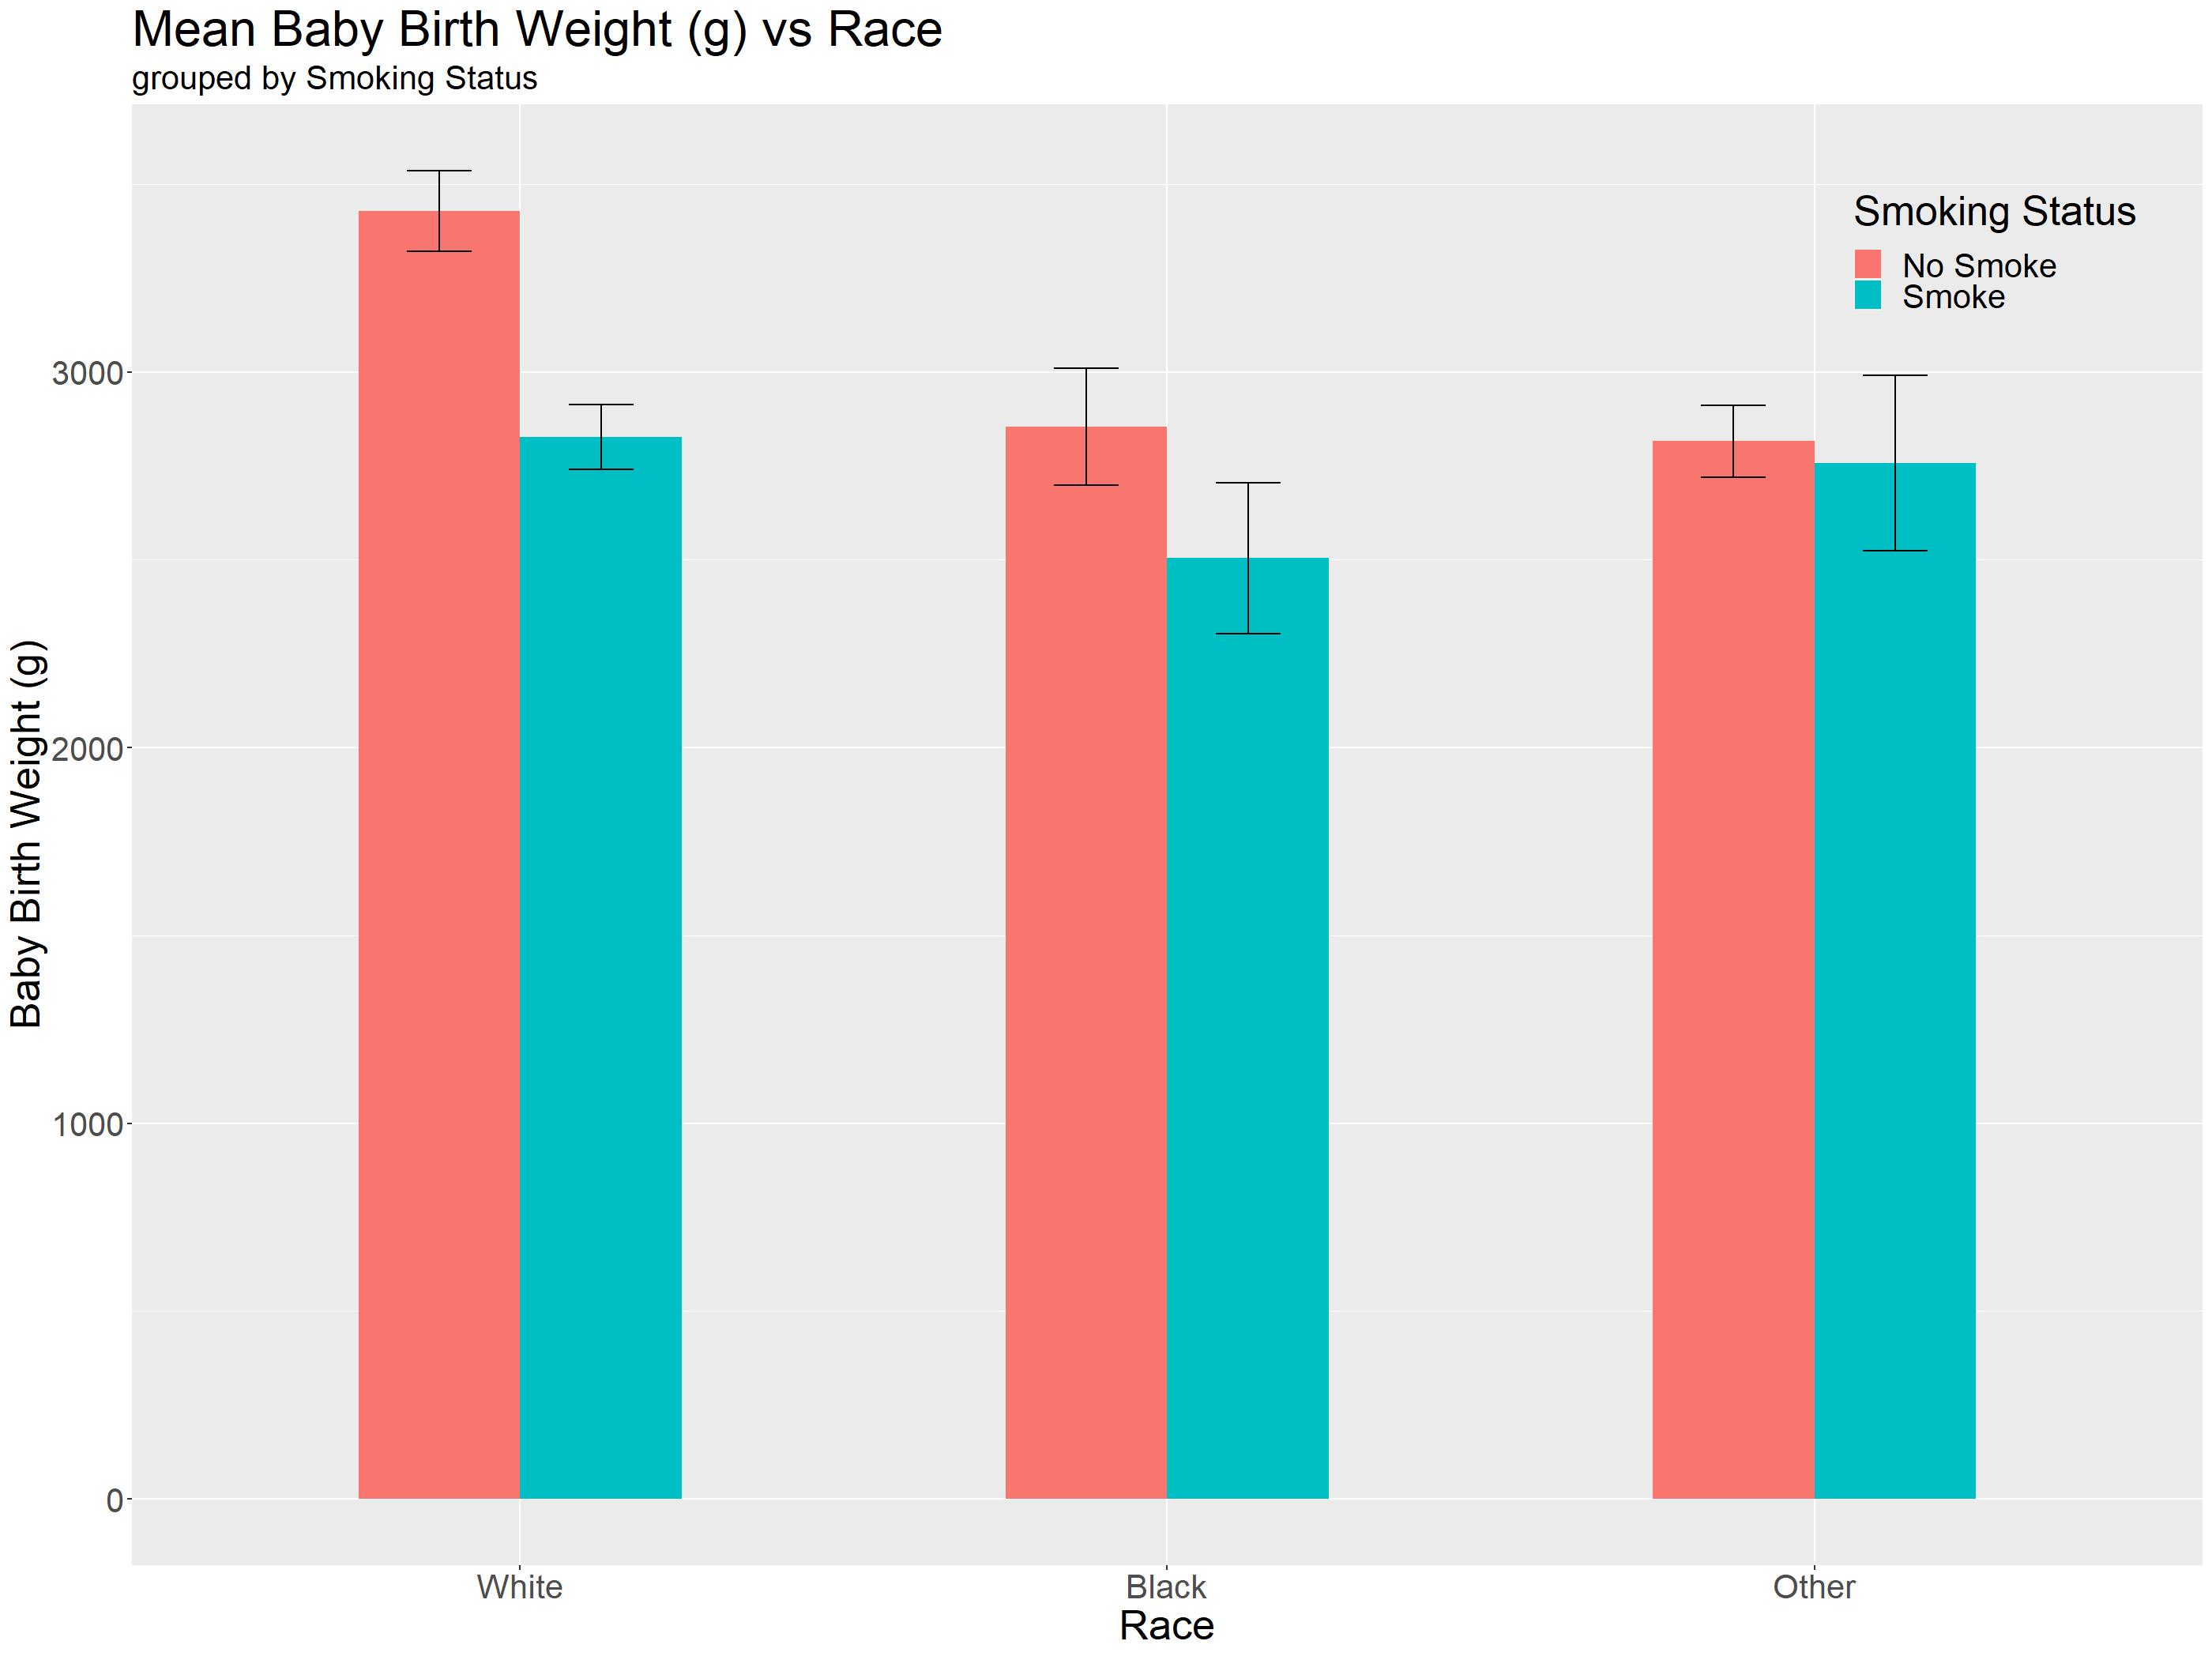 Mean Baby Birth Weight (g) vs Race
grouped by Smoking Status
Smoking Status
No Smoke
Smoke
Baby Birth Weight (g)
3000
2000
1000
0
White
Black
Other
Race